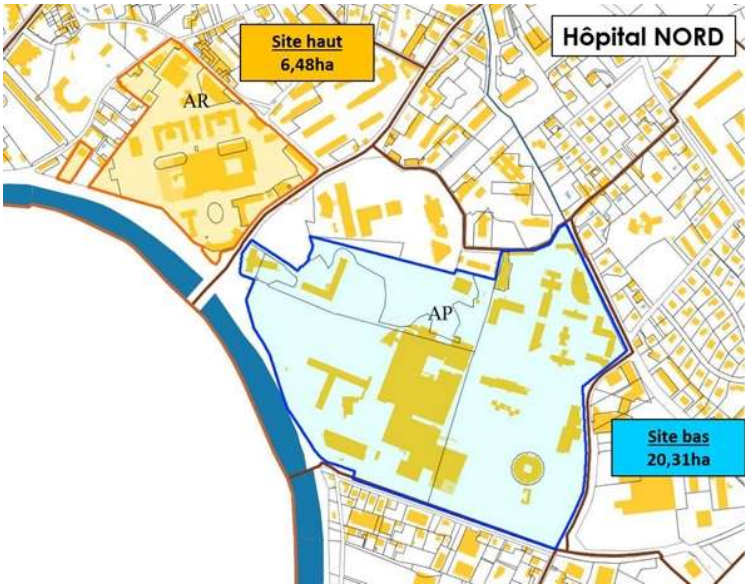 Hôpital NORD
Site haut
6,48ha
AR
AP
Site bas
20,31ha